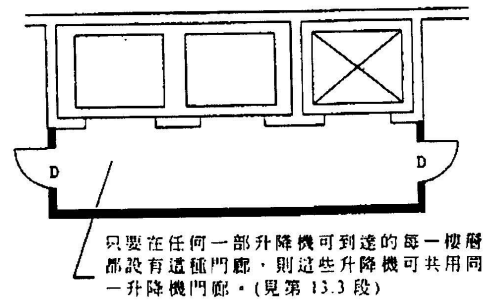 D
D
只要在任何一部升降機可到達的每一樓層
都設有這種門廊，則這些升降機可共用同
一升降機門廊。(見第 13.3 段)